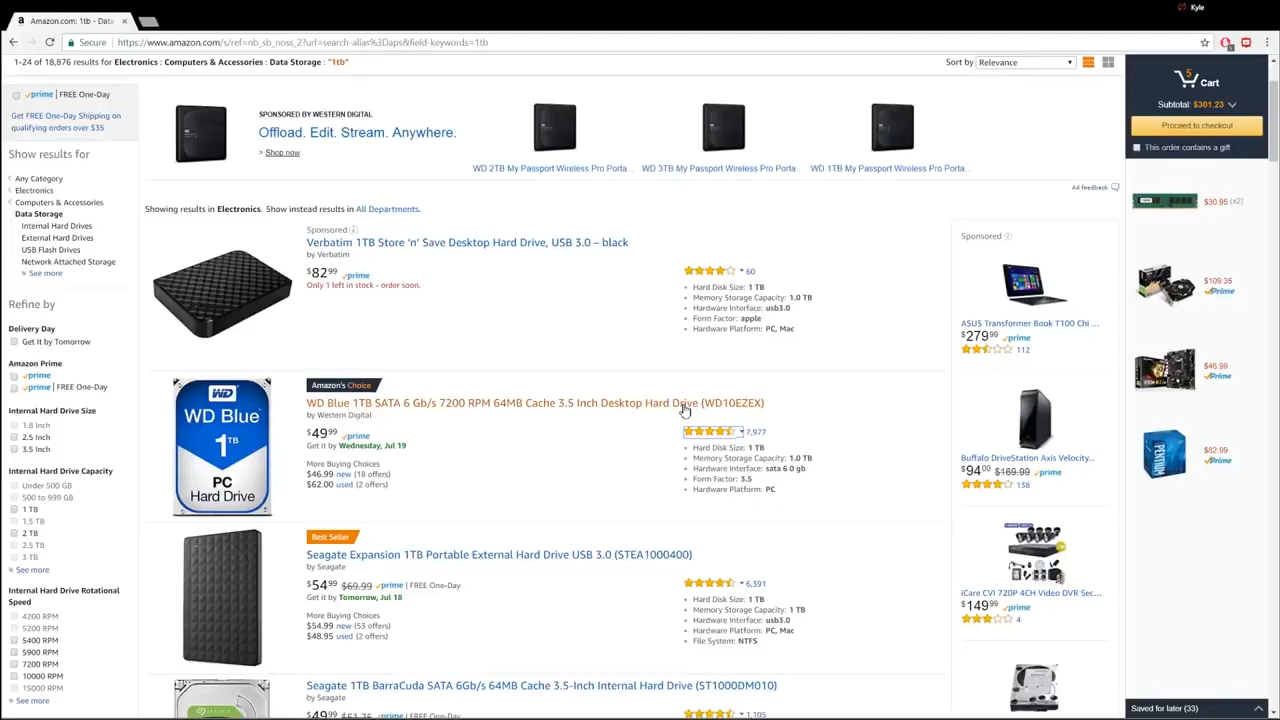 Kyle
Amazon.com: 1tb - Data
Secure https://www.amazon.com/s/ref=nb_sb_noss_2?url=search-alias%3Daps&field-keywords=1tb
1-24 of 18,876 results for Electronics : Computers & Accessories : Data Storage : "1tb"
Sort by Relevance
prime | FREE One-Day
Get FREE One-Day Shipping on
qualifying orders over $35
Show results for
Any Category
Electronics
Computers & Accessories
Data Storage
Internal Hard Drives
External Hard Drives
USB Flash Drives
Network Attached Storage
See more
Refine by
Delivery Day
Get It by Tomorrow
Amazon Prime
prime
prime | FREE One-Day
Internal Hard Drive Size
1.8 Inch
2.5 Inch
3.5 Inch
Internal Hard Drive Capacity
Under 500 GB
500 to 999 GB
1 TB
1.5 TB
2 TB
2.5 TB
3 TB
See more
Internal Hard Drive Rotational
Speed
4200 RPM
5200 RPM
5400 RPM
5900 RPM
7200 RPM
10000 RPM
15000 RPM
See more
SPONSORED BY WESTERN DIGITAL
Offload. Edit. Stream. Anywhere.
> Shop now
WD 2TB My Passport Wireless Pro Porta...
WD 3TB My Passport Wireless Pro Porta...
WD 1TB My Passport Wireless Pro Porta...
Ad feedback
Showing results in Electronics. Show instead results in All Departments.
Sponsored
Verbatim 1TB Store 'n' Save Desktop Hard Drive, USB 3.0 – black
by Verbatim
$82 99 prime
Only 1 left in stock - order soon.
60
Hard Disk Size: 1 TB
Memory Storage Capacity: 1.0 TB
Hardware Interface: usb3.0
Form Factor: apple
Hardware Platform: PC, Mac
WD
WD Blue
1TB
PC
Hard Drive
Amazon's Choice
WD Blue 1TB SATA 6 Gb/s 7200 RPM 64MB Cache 3.5 Inch Desktop Hard Drive (WD10EZEX)
by Western Digital
$49 99 prime
Get it by Wednesday, Jul 19
More Buying Choices
$46.99 new (18 offers)
$62.00 used (2 offers)
7,977
Hard Disk Size: 1 TB
Memory Storage Capacity: 1.0 TB
Hardware Interface: sata 6 0 gb
Form Factor: 3.5
Hardware Platform: PC
Best Seller
Seagate Expansion 1TB Portable External Hard Drive USB 3.0 (STEA1000400)
by Seagate
$54 99 $69.99 prime | FREE One-Day
Get it by Tomorrow, Jul 18
More Buying Choices
$54.99 new (53 offers)
$48.95 used (2 offers)
6,391
Hard Disk Size: 1 TB
Memory Storage Capacity: 1 TB
Hardware Interface: usb3.0
Hardware Platform: PC, Mac
File System: NTFS
Seagate 1TB BarraCuda SATA 6Gb/s 64MB Cache 3.5-Inch Internal Hard Drive (ST1000DM010)
by Seagate
$49 99 $51.75
1,105
Sponsored
ASUS Transformer Book T100 Chi ...
$279 99 prime
112
Buffalo DriveStation Axis Velocity...
$94 00 $169.99 prime
138
iCare CVI 720P 4CH Video DVR Sec...
$149 99 prime
4
5
Cart
Subtotal: $301.23
Proceed to checkout
This order contains a gift
$30.95 (x2)
$109.35
Prime
$46.99
Prime
$62.99
Prime
Saved for later (33)